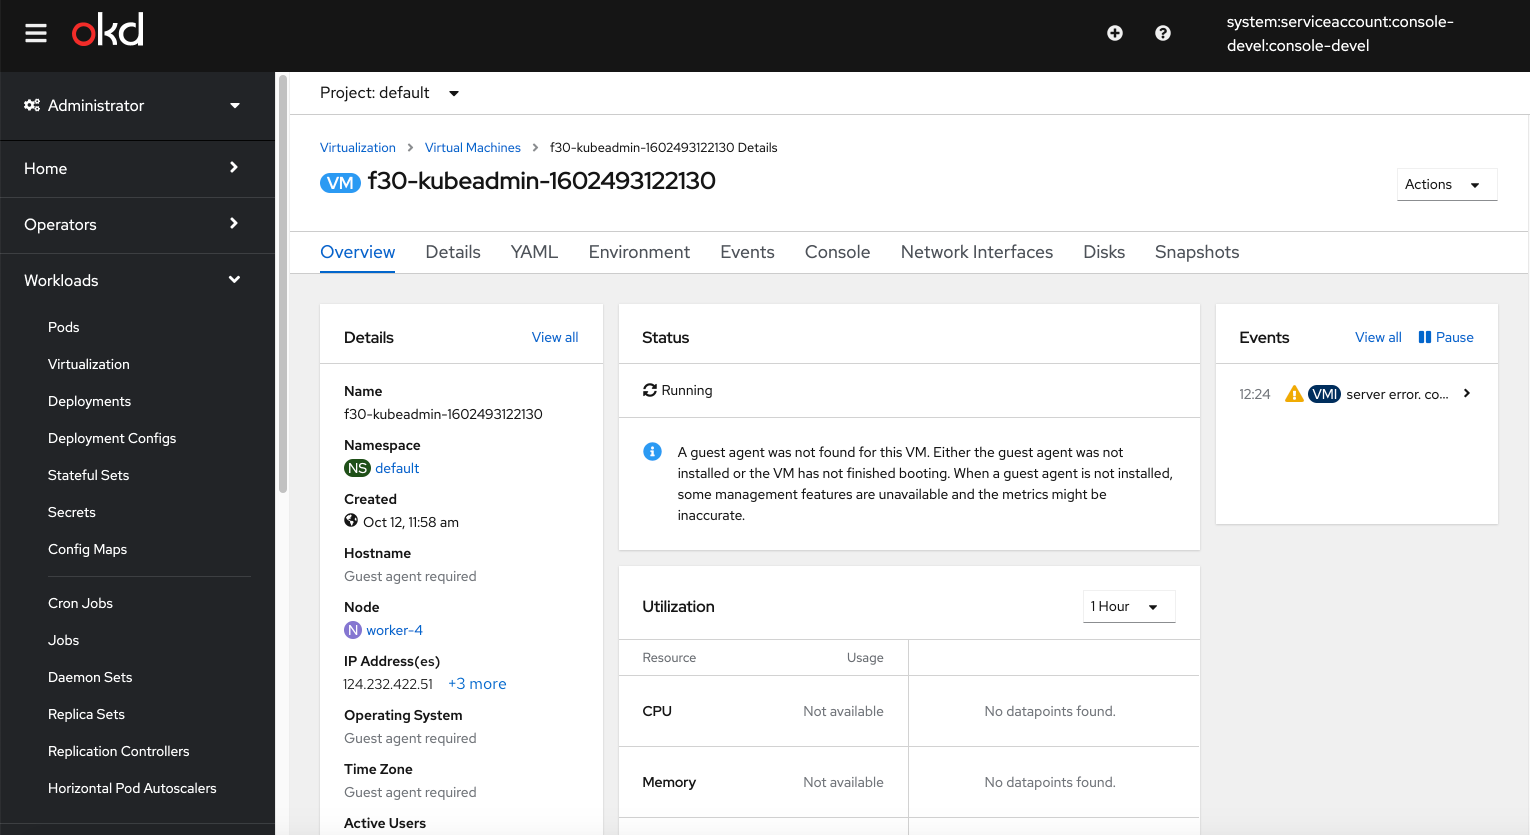 okd
system:serviceaccount:console-
devel:console-devel
Administrator
Home
Operators
Workloads
Pods
Virtualization
Deployments
Deployment Configs
Stateful Sets
Secrets
Config Maps
Cron Jobs
Jobs
Daemon Sets
Replica Sets
Replication Controllers
Horizontal Pod Autoscalers
Project: default
Virtualization > Virtual Machines > f30-kubeadmin-1602493122130 Details
VM f30-kubeadmin-1602493122130
Actions
Overview Details YAML Environment Events Console Network Interfaces Disks Snapshots
Details View all
Name
f30-kubeadmin-1602493122130
Namespace
NS default
Created
Oct 12, 11:58 am
Hostname
Guest agent required
Node
N worker-4
IP Address(es)
124.232.422.51 +3 more
Operating System
Guest agent required
Time Zone
Guest agent required
Active Users
Status
Running
A guest agent was not found for this VM. Either the guest agent was not
installed or the VM has not finished booting. When a guest agent is not installed,
some management features are unavailable and the metrics might be
inaccurate.
Utilization 1 Hour
Resource Usage
CPU Not available No datapoints found.
Memory Not available No datapoints found.
Events View all Pause
12:24 VMI server error. co...